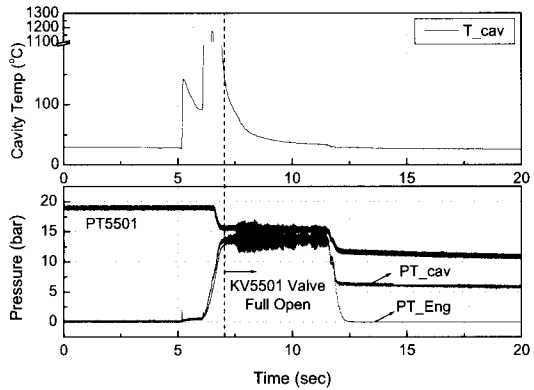 1300
1200
1100
100
0
Cavity Temp (°C)
T_cav
0
5
10
15
20
20
15
10
5
0
Pressure (bar)
PT5501
KV5501 Valve
Full Open
PT_cav
PT_Eng
0
5
10
15
20
Time (sec)